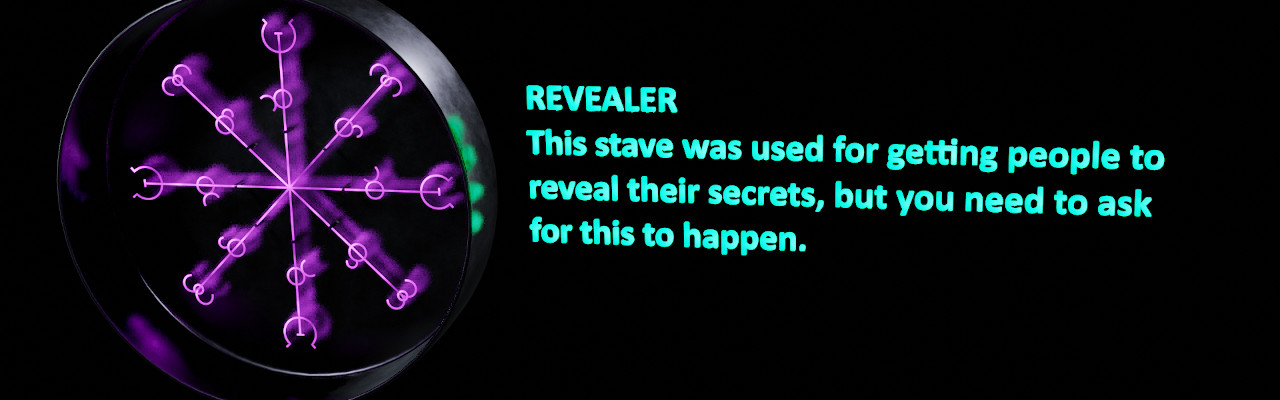 REVEALER
This stave was used for getting people to
reveal their secrets, but you need to ask
for this to happen.